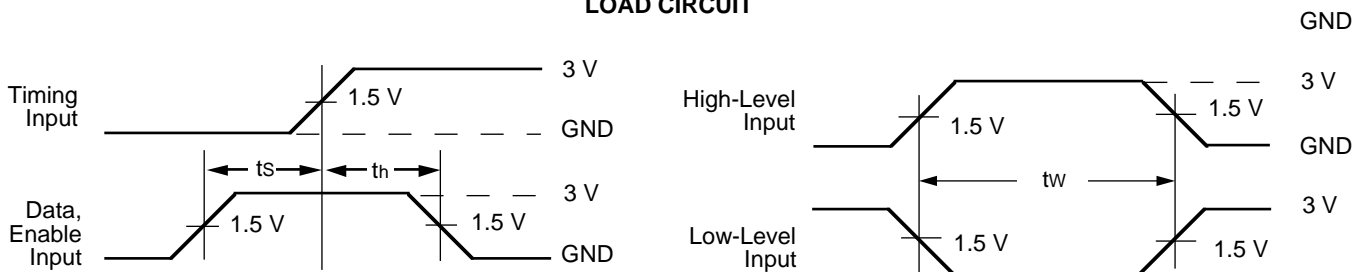 LOAD CIRCUIT
GND
Timing
Input
3 V
1.5 V
GND
ts
th
Data,
Enable
Input
3 V
1.5 V
1.5 V
GND
High-Level
Input
3 V
1.5 V
1.5 V
GND
tw
Low-Level
Input
3 V
1.5 V
1.5 V